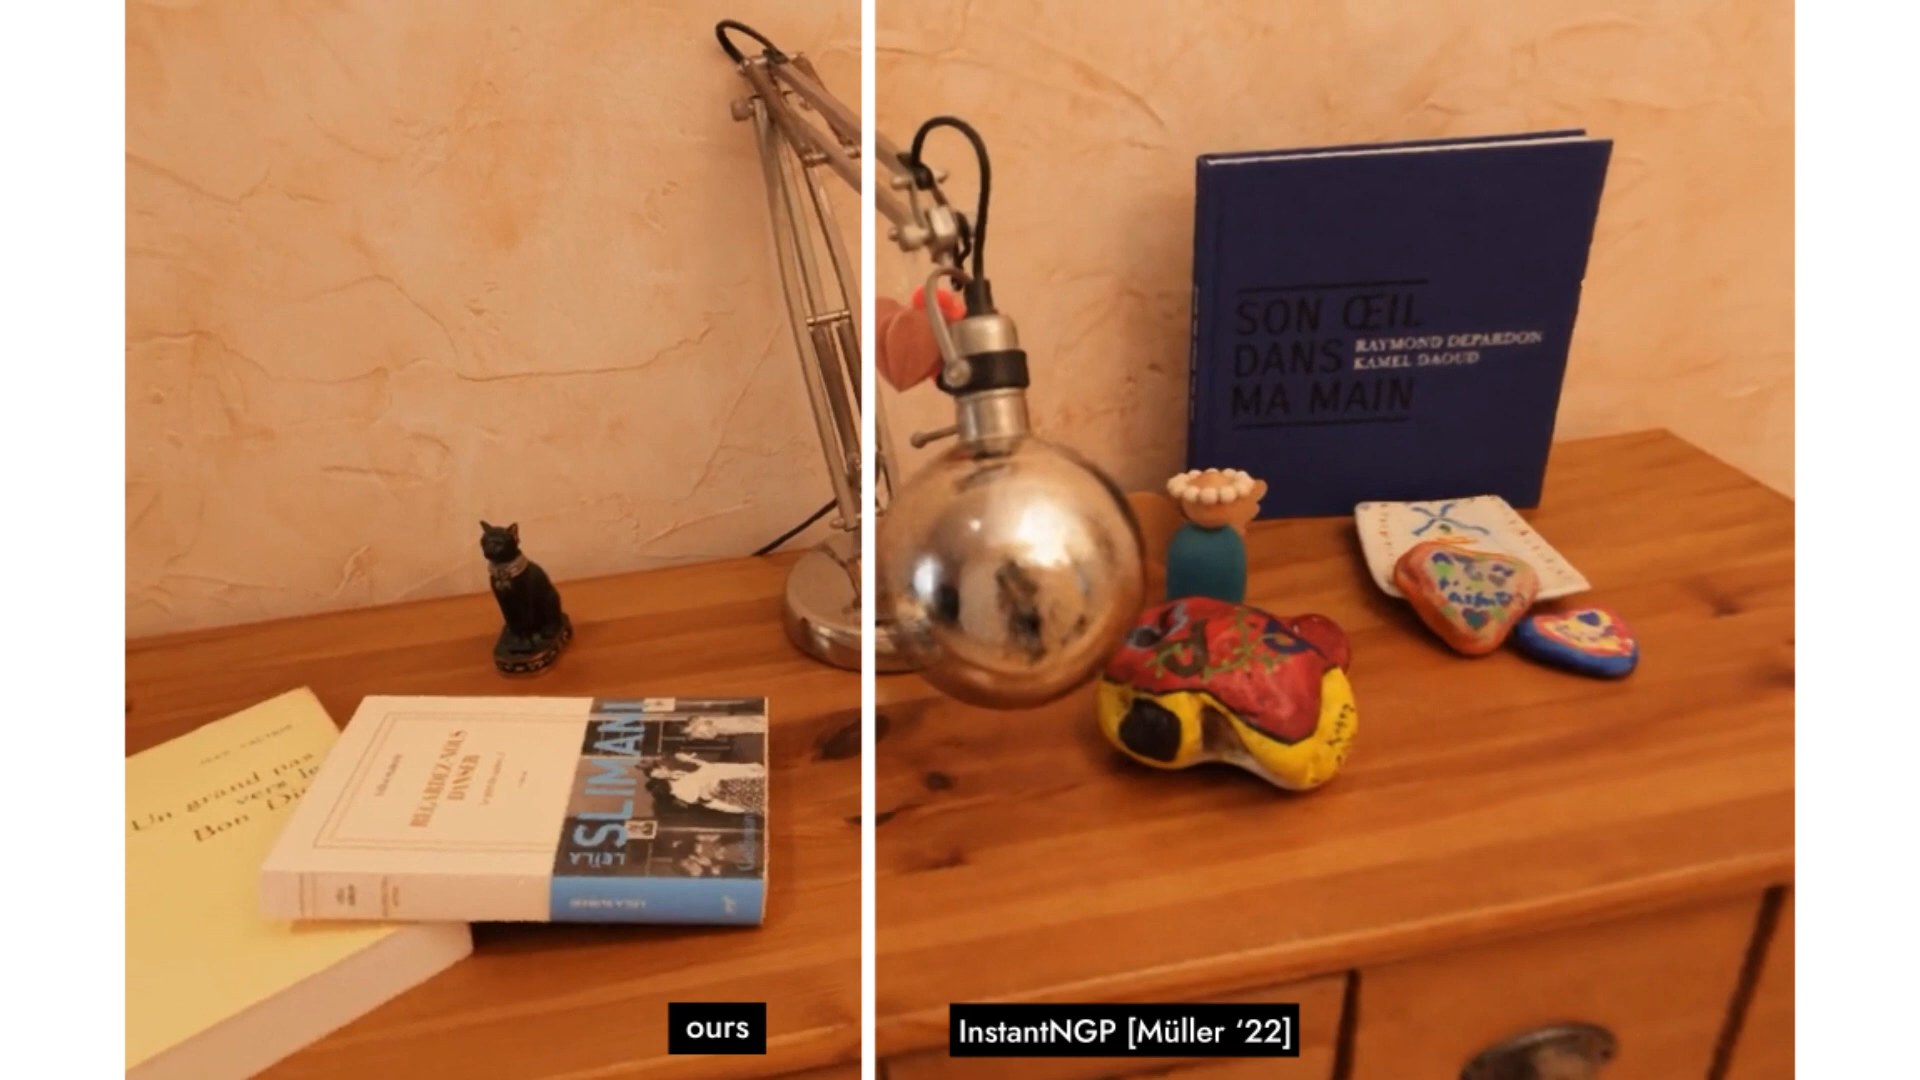 SON ŒIL
DANS
MA MAIN
RAYMOND DEPARDON
KAMEL DAOUD
Un grand pas
vers le
Bon Die
REGARDEZ-NOUS
DANSER
SLIMANI
LEÏLA
ours
InstantNGP [Müller ‘22]